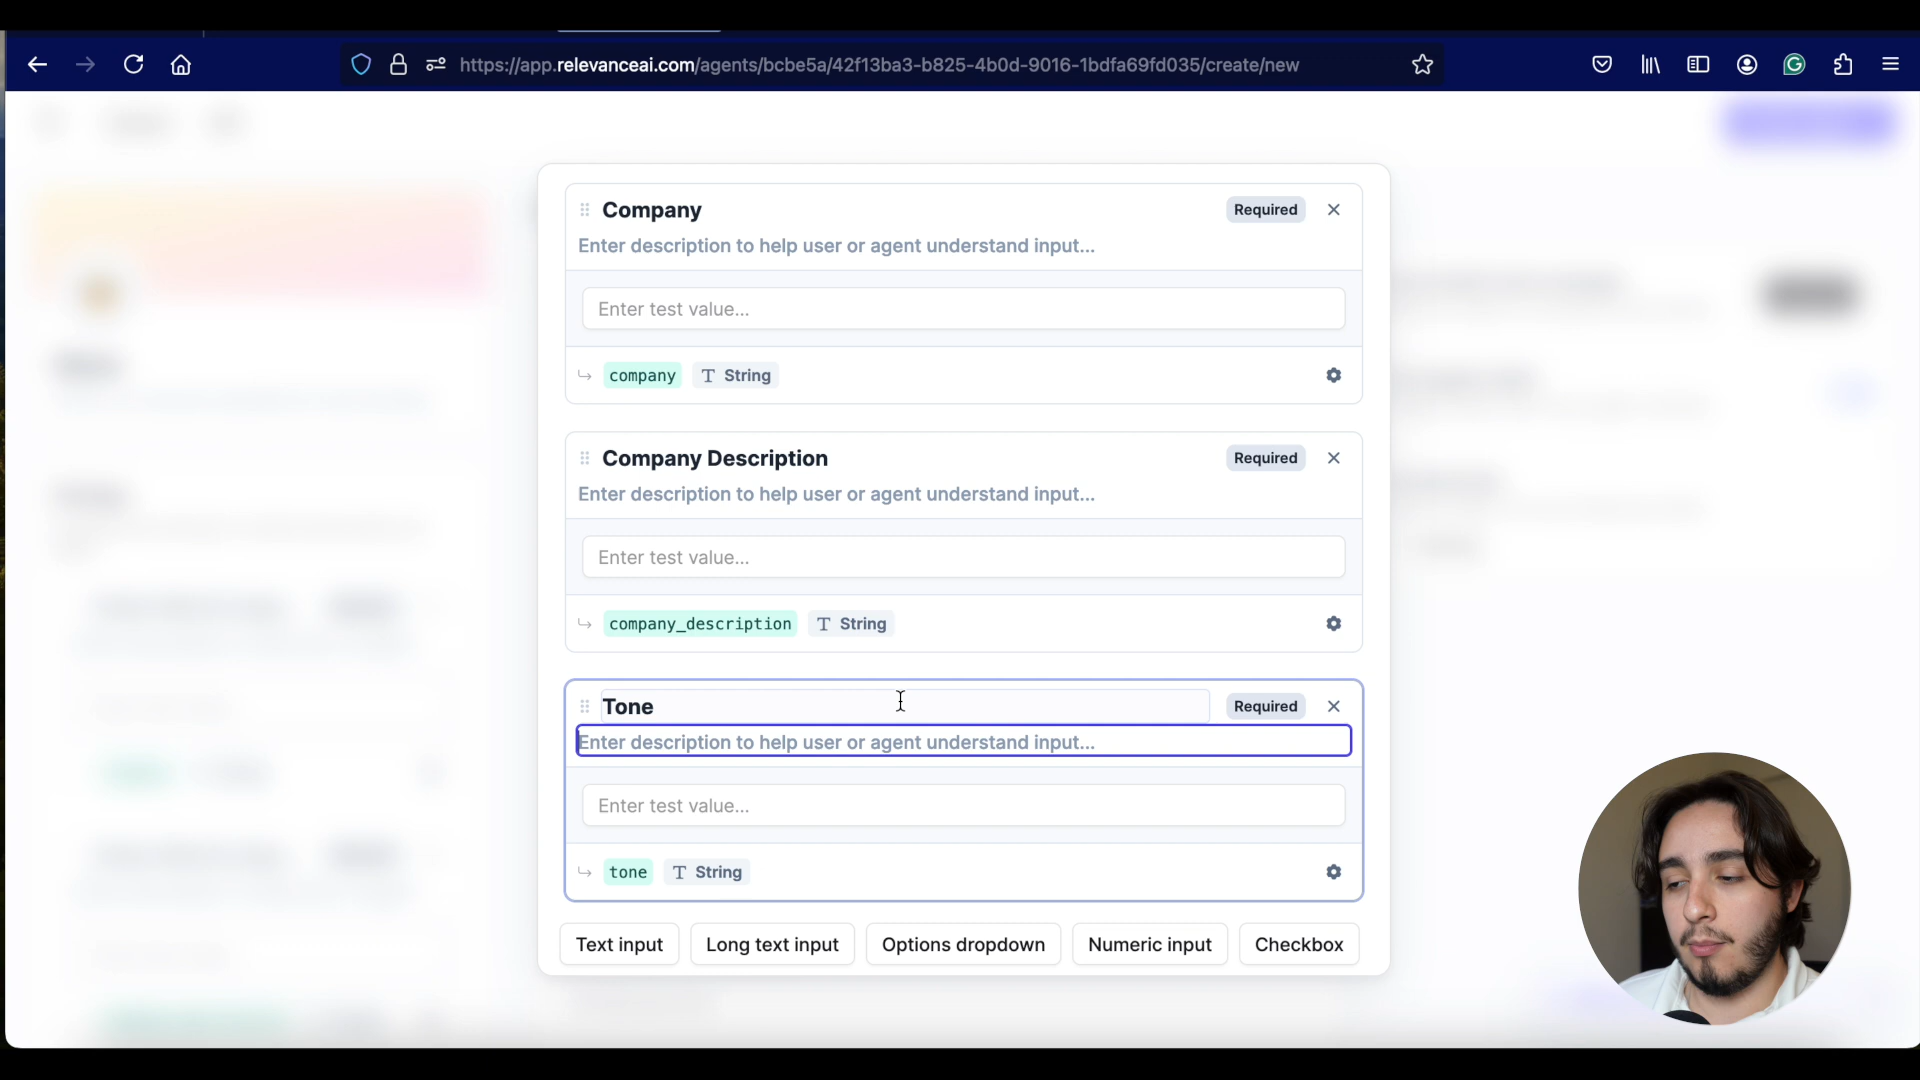 https://app.relevanceai.com/agents/bcbe5a/42f13ba3-b825-4b0d-9016-1bdfa69fd035/create/new
Company
Required
Enter description to help user or agent understand input...
Enter test value...
company
T String
Company Description
Required
Enter description to help user or agent understand input...
Enter test value...
company_description
T String
Tone
Required
Enter description to help user or agent understand input...
Enter test value...
tone
T String
Text input
Long text input
Options dropdown
Numeric input
Checkbox